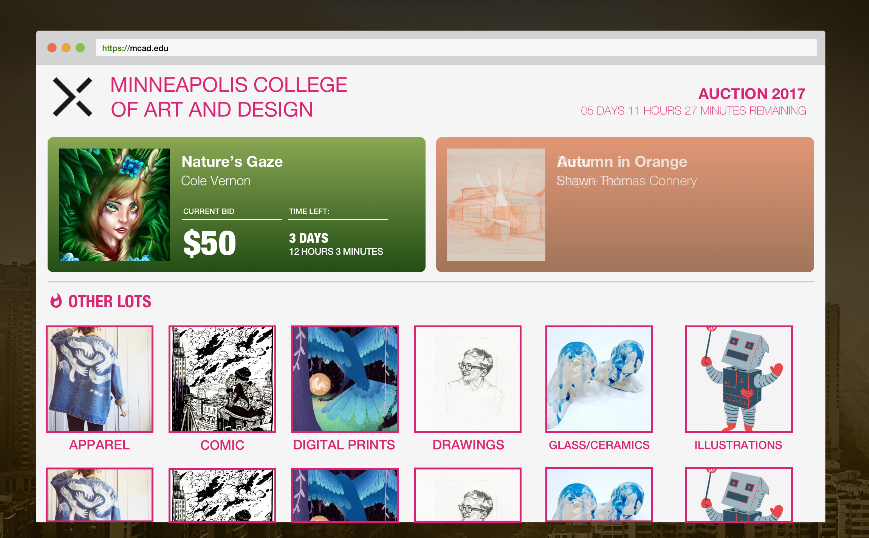 https://mcad.edu
MINNEAPOLIS COLLEGE
OF ART AND DESIGN
AUCTION 2017
05 DAYS 11 HOURS 27 MINUTES REMAINING
Nature's Gaze
Cole Vernon
CURRENT BID
TIME LEFT:
$50
3 DAYS
12 HOURS 3 MINUTES
Autumn in Orange
Shawn Thomas Connery
OTHER LOTS
APPAREL
COMIC
DIGITAL PRINTS
DRAWINGS
GLASS/CERAMICS
ILLUSTRATIONS